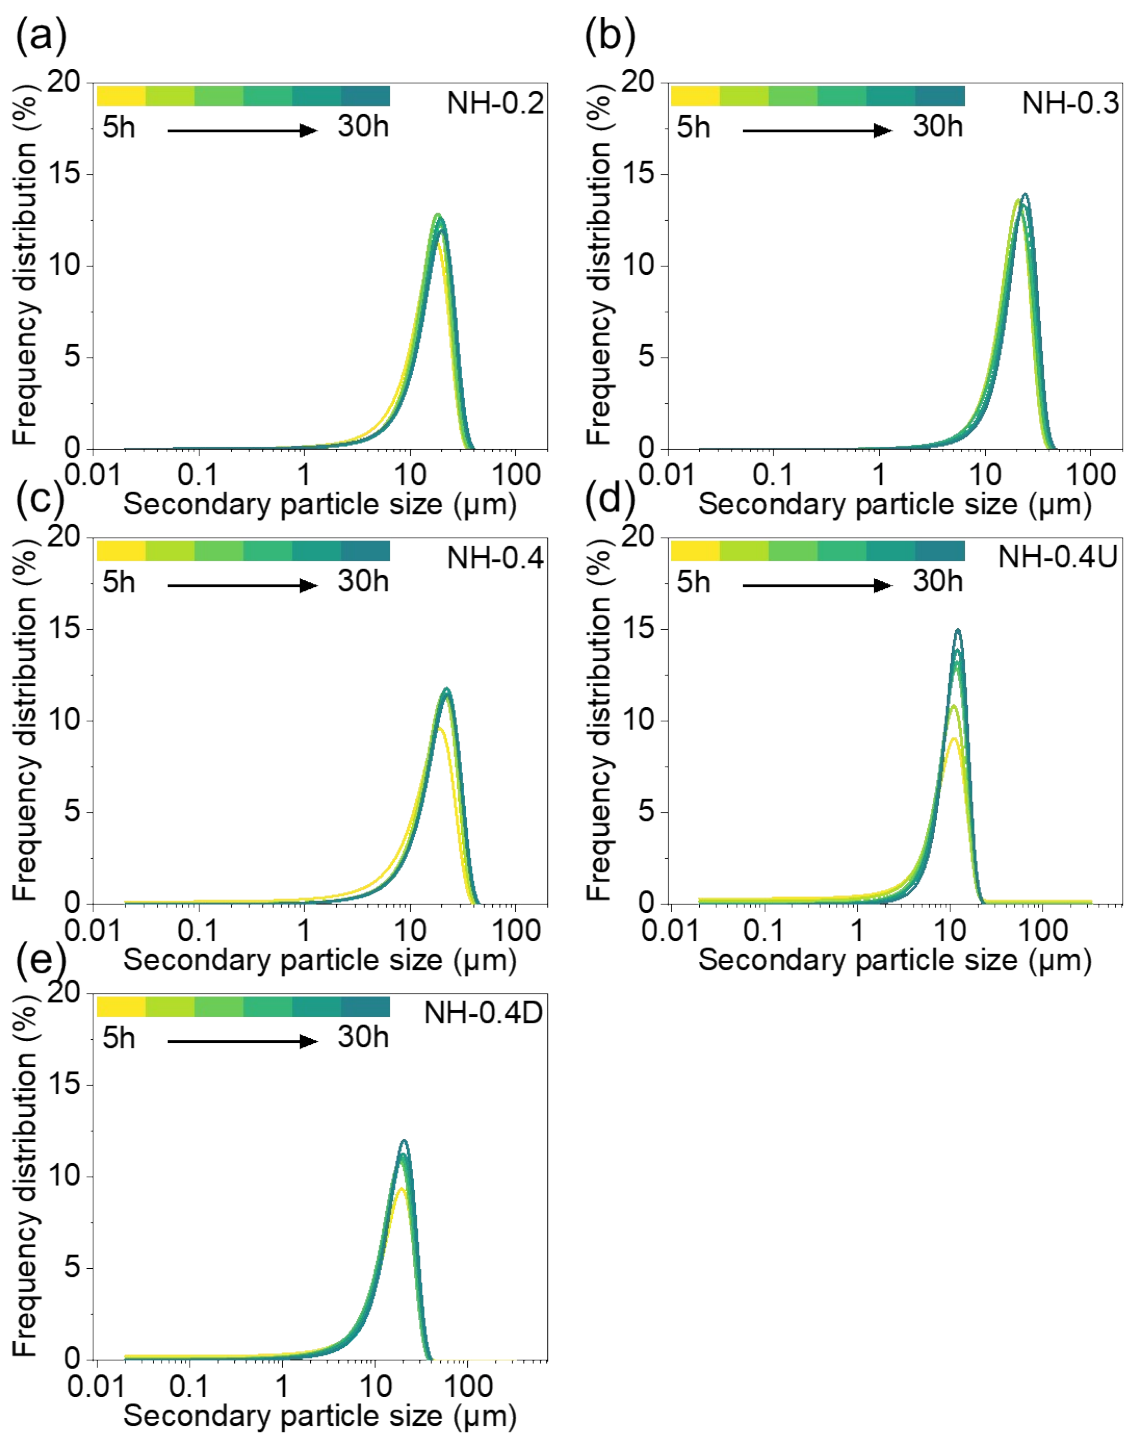 (a)
20
15
10
5
0
Frequency distribution (%)
5h
30h
NH-0.2
0.01 0.1 1 10 100
Secondary particle size (μm)
(b)
20
15
10
5
0
Frequency distribution (%)
5h
30h
NH-0.3
0.01 0.1 1 10 100
Secondary particle size (μm)
(c)
20
15
10
5
0
Frequency distribution (%)
5h
30h
NH-0.4
0.01 0.1 1 10 100
Secondary particle size (μm)
(d)
20
15
10
5
0
Frequency distribution (%)
5h
30h
NH-0.4U
0.01 0.1 1 10 100
Secondary particle size (μm)
(e)
20
15
10
5
0
Frequency distribution (%)
5h
30h
NH-0.4D
0.01 0.1 1 10 100
Secondary particle size (μm)